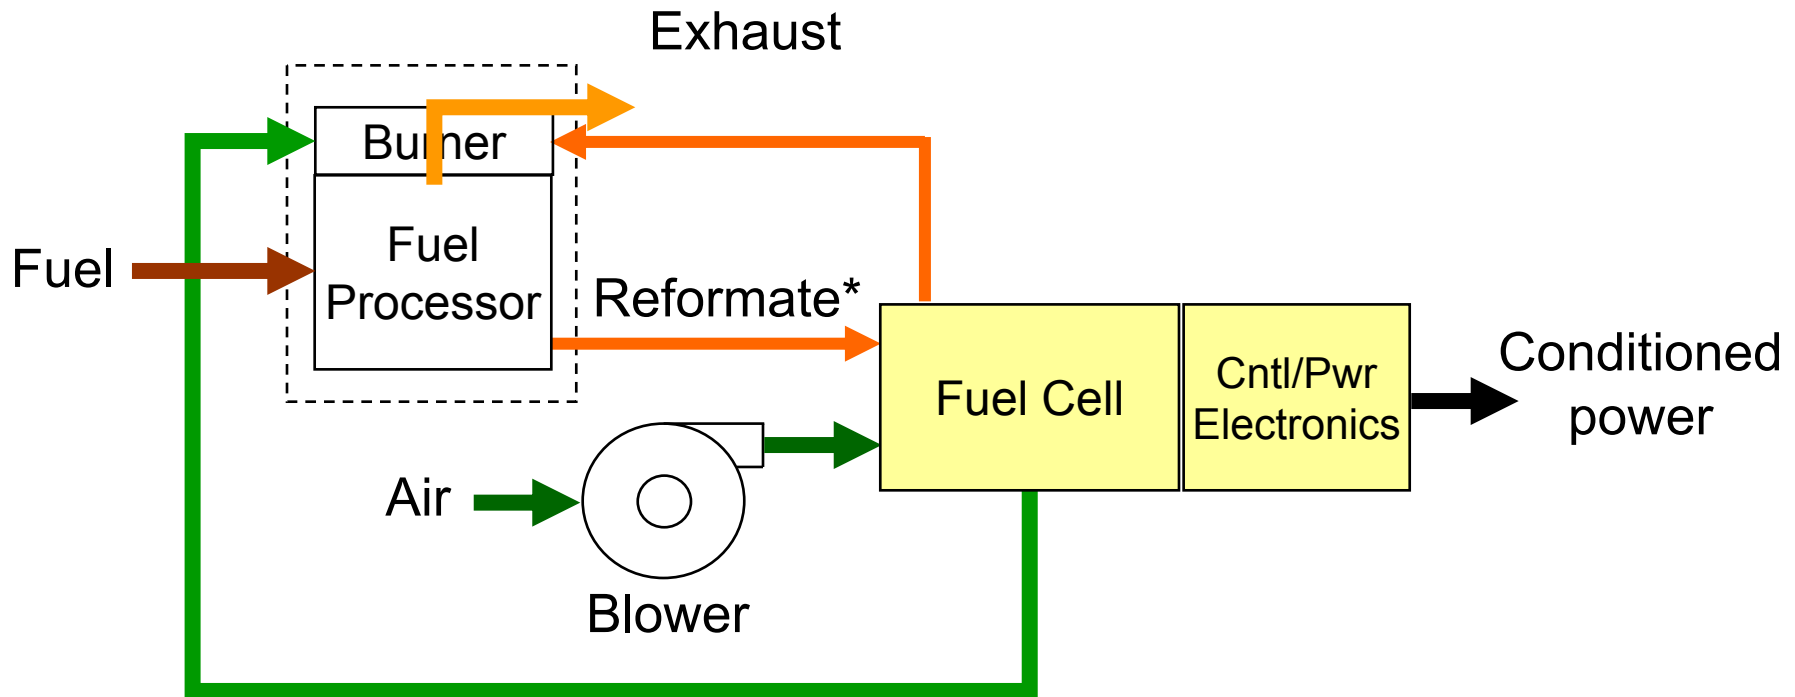 Exhaust
Burner
Fuel
Processor
Fuel
Reformate*
Fuel Cell
Cntl/Pwr
Electronics
Conditioned
power
Air
Blower